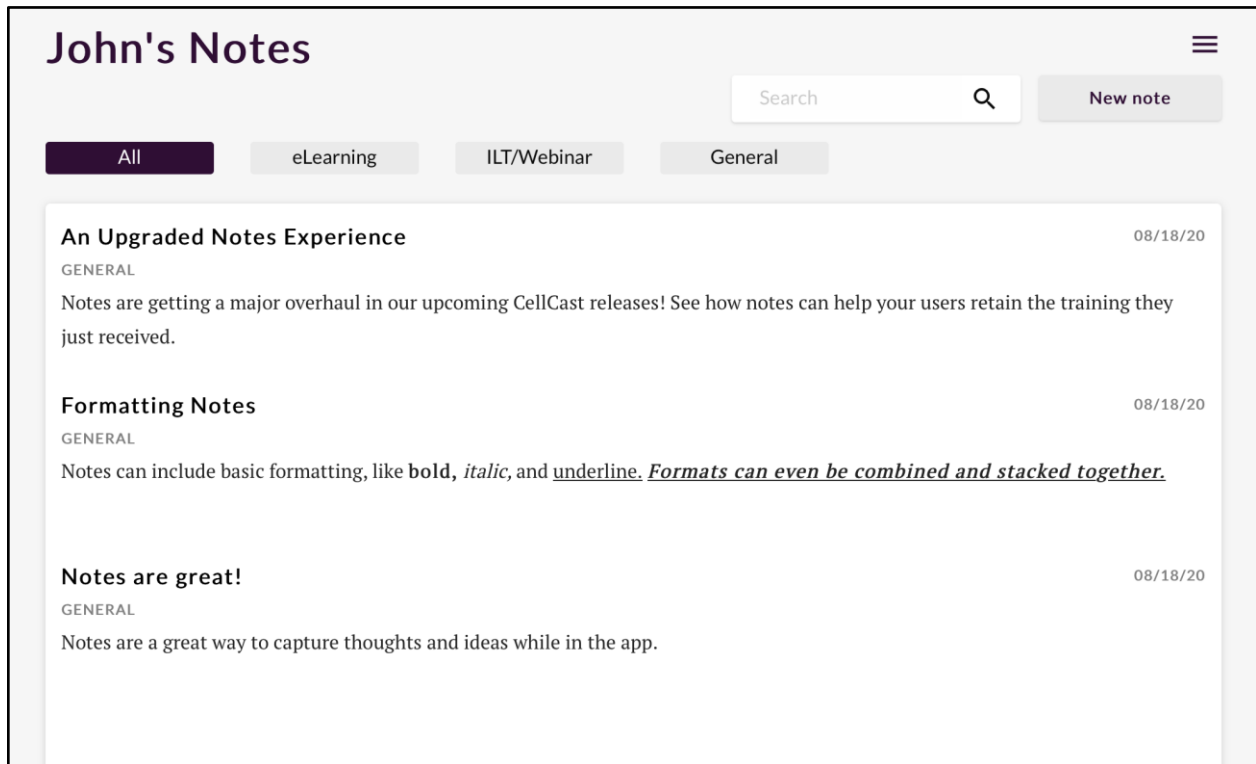 John's Notes
Search
New note
All
eLearning
ILT/Webinar
General
An Upgraded Notes Experience
08/18/20
GENERAL
Notes are getting a major overhaul in our upcoming CellCast releases! See how notes can help your users retain the training they
just received.
Formatting Notes
08/18/20
GENERAL
Notes can include basic formatting, like bold, italic, and underline. Formats can even be combined and stacked together.
Notes are great!
08/18/20
GENERAL
Notes are a great way to capture thoughts and ideas while in the app.